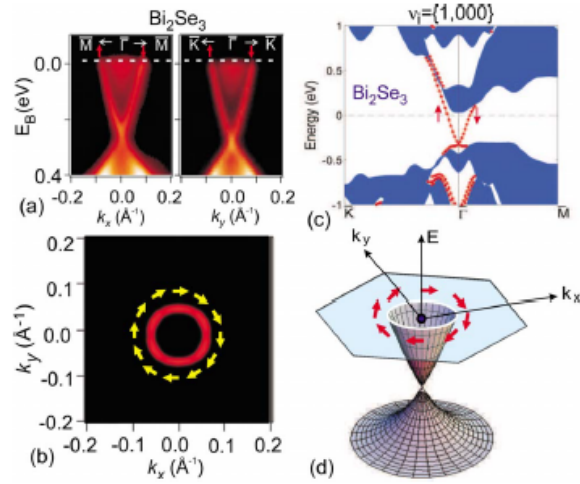 Bi2Se3
M̄ ← Γ̄ → M̄
K̄ ← Γ̄ → K̄
E_B (eV)
0.0
0.4
-0.2
0.0
0.2
-0.2
0.0
0.2
(a)
kx (Å-1)
ky (Å-1)
νi={1,000}
Bi2Se3
Energy (eV)
1
0.5
0
-0.5
-1
(c)
K̄
Γ̄
M̄
0.2
0.1
0.0
-0.1
-0.2
ky (Å-1)
-0.2
-0.1
0.0
0.1
0.2
(b)
kx (Å-1)
ky
E
kx
(d)